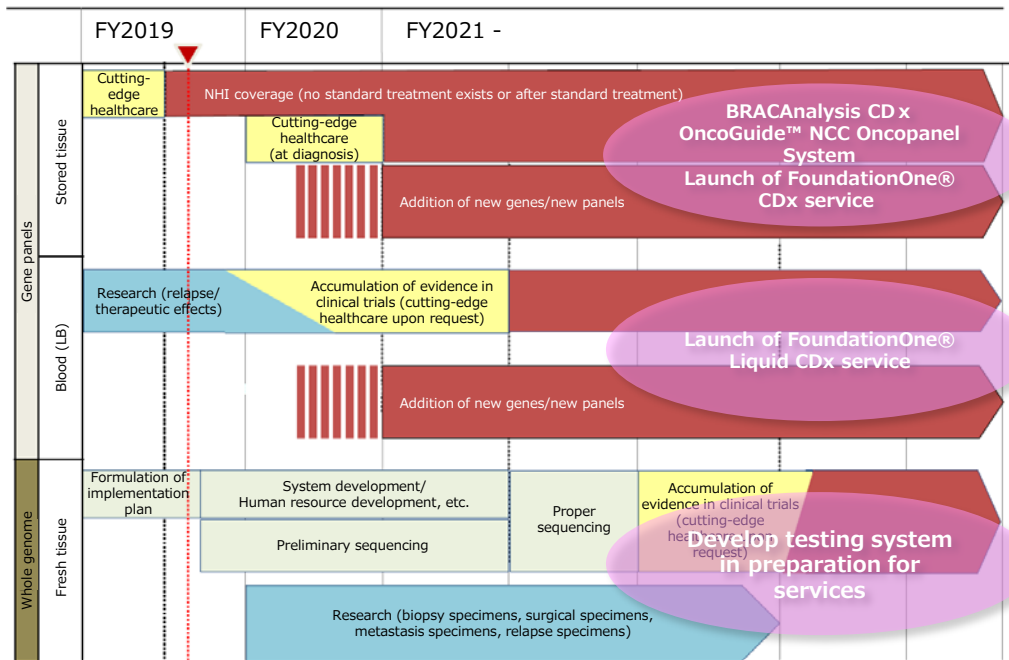 FY2019
FY2020
FY2021 -
Gene panels
Stored tissue
Cutting-
edge
healthcare
NHI coverage (no standard treatment exists or after standard treatment)
Cutting-edge
healthcare
(at diagnosis)
Addition of new genes/new panels
BRACAnalysis CDx
OncoGuide™ NCC Oncopanel
System
Launch of FoundationOne®
CDx service
Blood (LB)
Research (relapse/
therapeutic effects)
Accumulation of evidence in
clinical trials (cutting-edge
healthcare upon request)
Addition of new genes/new panels
Launch of FoundationOne®
Liquid CDx service
Whole genome
Fresh tissue
Formulation of
implementation
plan
System development/
Human resource development, etc.
Preliminary sequencing
Proper
sequencing
Accumulation of
evidence in clinical trials
(cutting-edge
healthcare upon
request)
Develop testing system
in preparation for
services
Research (biopsy specimens, surgical specimens,
metastasis specimens, relapse specimens)